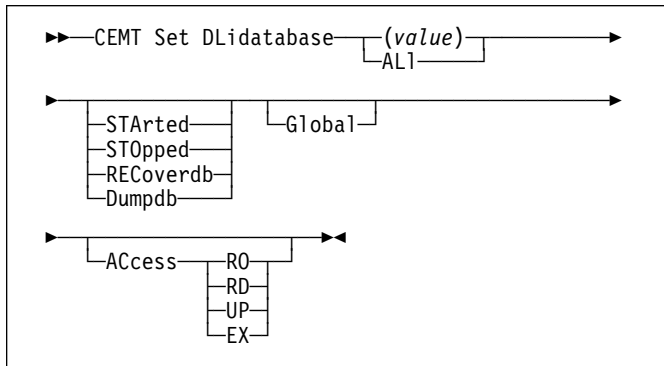 CEMT Set DLidatabase (value)
ALl
STArted Global
STOpped
RECoverdb
Dumpdb
ACcess RO
RD
UP
EX